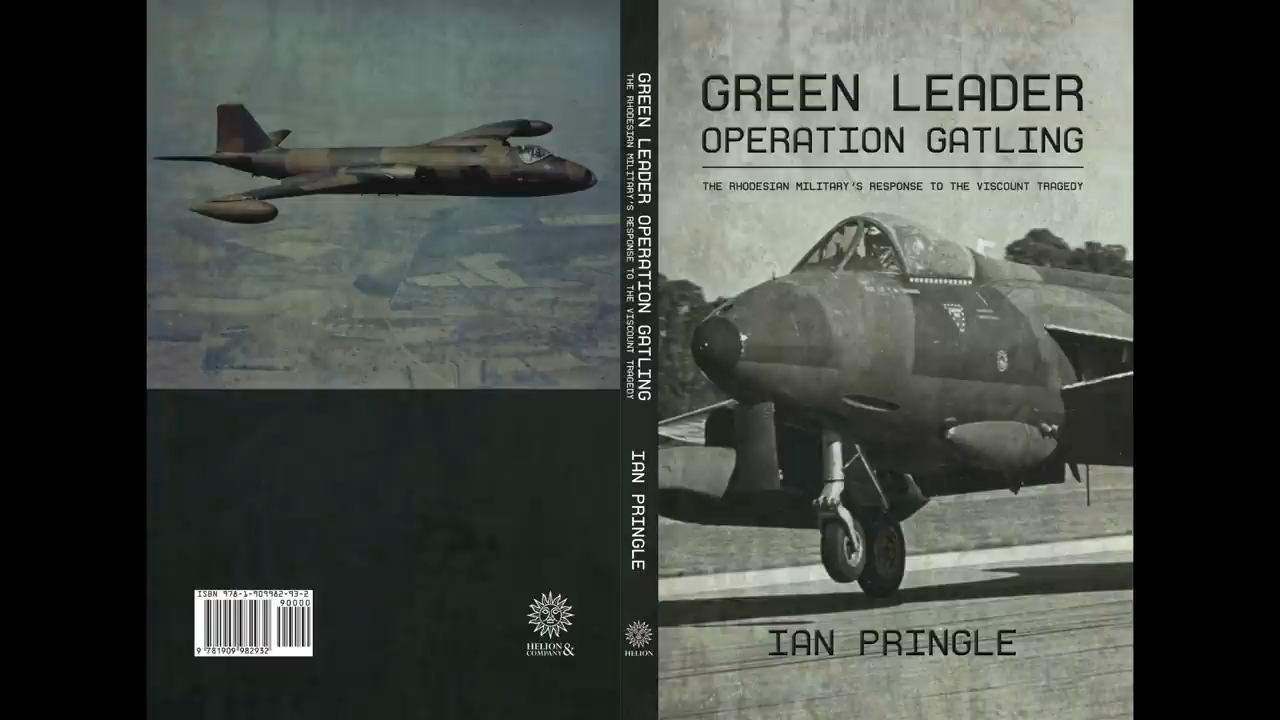 ISBN 978-1-909982-93-2
90000
9 781909 982932
HELION
COMPANY &
GREEN LEADER OPERATION GATLING
THE RHODESIAN MILITARY'S RESPONSE TO THE VISCOUNT TRAGEDY
IAN PRINGLE
HELION
GREEN LEADER
OPERATION GATLING
THE RHODESIAN MILITARY'S RESPONSE TO THE VISCOUNT TRAGEDY
IAN PRINGLE